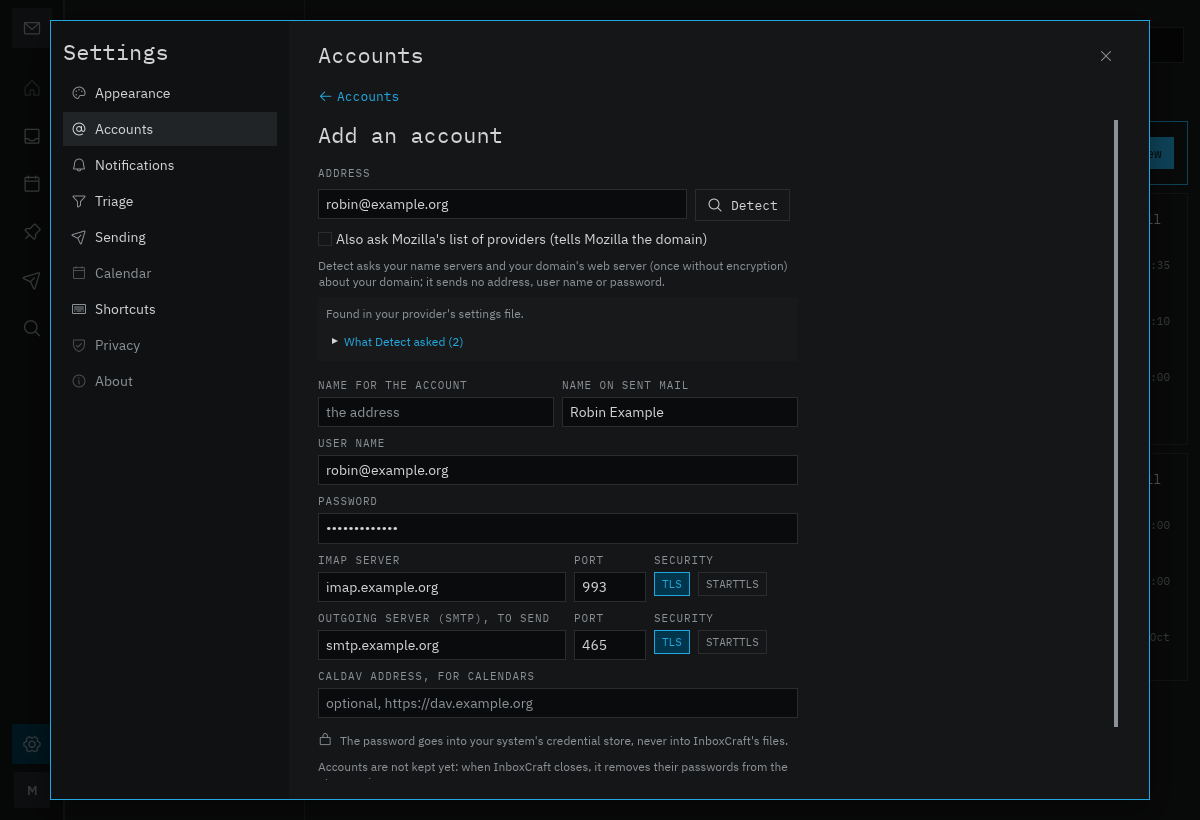 Settings
Appearance
Accounts
Notifications
Triage
Sending
Calendar
Shortcuts
Privacy
About
M
Accounts
← Accounts
Add an account
ADDRESS
robin@example.org
Detect
Also ask Mozilla's list of providers (tells Mozilla the domain)
Detect asks your name servers and your domain's web server (once without encryption)
about your domain; it sends no address, user name or password.
Found in your provider's settings file.
What Detect asked (2)
NAME FOR THE ACCOUNT NAME ON SENT MAIL
the address Robin Example
USER NAME
robin@example.org
PASSWORD
•••••••••••••
IMAP SERVER PORT SECURITY
imap.example.org 993 TLS STARTTLS
OUTGOING SERVER (SMTP), TO SEND PORT SECURITY
smtp.example.org 465 TLS STARTTLS
CALDAV ADDRESS, FOR CALENDARS
optional, https://dav.example.org
The password goes into your system's credential store, never into InboxCraft's files.
Accounts are not kept yet: when InboxCraft closes, it removes their passwords from the
:35
:10
:00
:00
:00
Oct